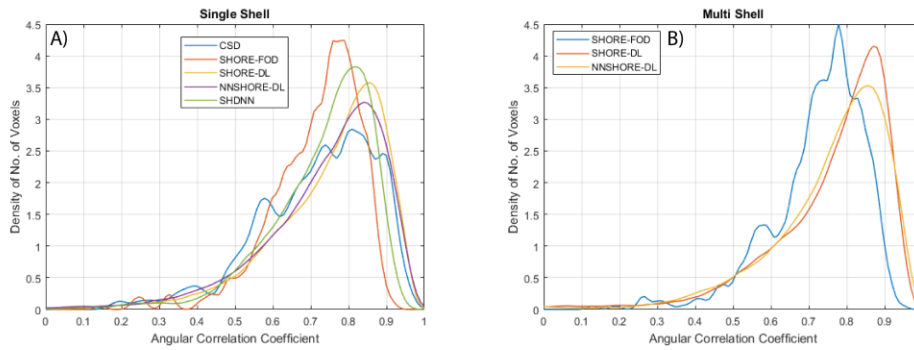 Single Shell
A)
CSD
SHORE-FOD
SHORE-DL
NNSHORE-DL
SHDNN
4.5
4
3.5
3
2.5
2
1.5
1
0.5
0
Density of No. of Voxels
0 0.1 0.2 0.3 0.4 0.5 0.6 0.7 0.8 0.9 1
Angular Correlation Coefficient
Multi Shell
B)
SHORE-FOD
SHORE-DL
NNSHORE-DL
4.5
4
3.5
3
2.5
2
1.5
1
0.5
0
Density of No. of Voxels
0 0.1 0.2 0.3 0.4 0.5 0.6 0.7 0.8 0.9
Angular Correlation Coefficient